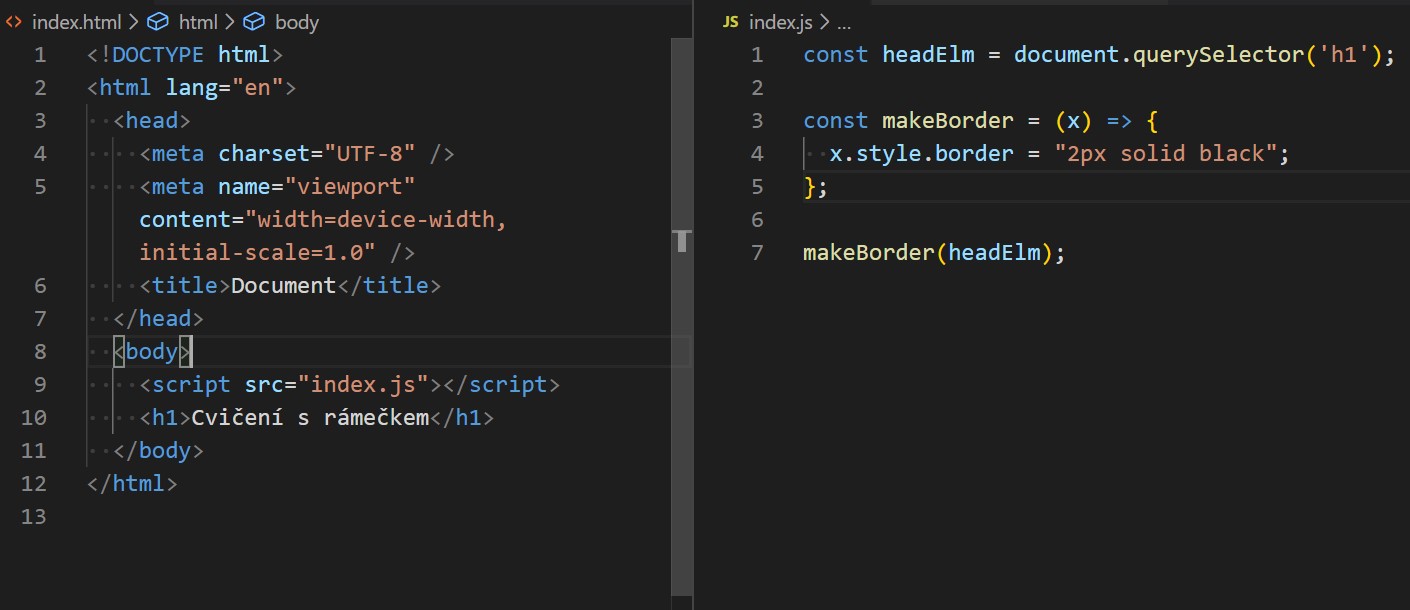 index.html > html > body
1 <!DOCTYPE html>
2 <html lang="en">
3 <head>
4 <meta charset="UTF-8" />
5 <meta name="viewport"
content="width=device-width,
initial-scale=1.0" />
6 <title>Document</title>
7 </head>
8 <body>
9 <script src="index.js"></script>
10 <h1>Cvičení s rámečkem</h1>
11 </body>
12 </html>
13
JS index.js > ...
1 const headElm = document.querySelector('h1');
2
3 const makeBorder = (x) => {
4 x.style.border = "2px solid black";
5 };
6
7 makeBorder(headElm);